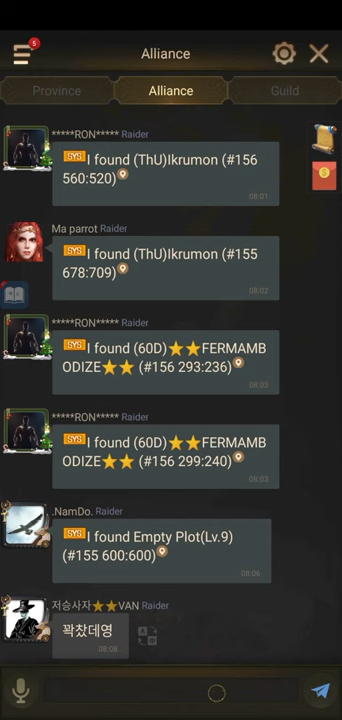 5
Alliance
Province
Alliance
Guild
*****RON***** Raider
SYS I found (ThU)Ikrumon (#156
560:520)
08:01
Ma parrot Raider
SYS I found (ThU)Ikrumon (#155
678:709)
08:02
*****RON***** Raider
SYS I found (60D)★★FERMAMB
ODIZE★★ (#156 293:236)
08:03
*****RON***** Raider
SYS I found (60D)★★FERMAMB
ODIZE★★ (#156 299:240)
08:03
.NamDo. Raider
SYS I found Empty Plot(Lv.9)
(#155 600:600)
08:06
저승사자★★VAN Raider
꽉찼데영
08:08